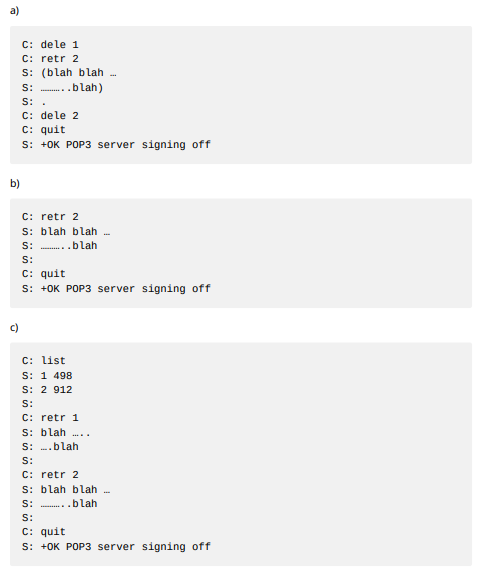 a)
C: dele 1
C: retr 2
S: (blah blah …
S: ………..blah)
S: .
C: dele 2
C: quit
S: +OK POP3 server signing off
b)
C: retr 2
S: blah blah …
S: ………..blah
S:
C: quit
S: +OK POP3 server signing off
c)
C: list
S: 1 498
S: 2 912
S:
C: retr 1
S: blah …..
S: ….blah
S:
C: retr 2
S: blah blah …
S: ………..blah
S:
C: quit
S: +OK POP3 server signing off